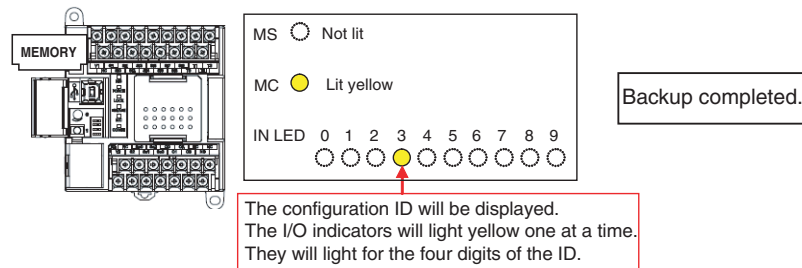 MEMORY
MS Not lit
MC Lit yellow
IN LED 0 1 2 3 4 5 6 7 8 9
The configuration ID will be displayed.
The I/O indicators will light yellow one at a time.
They will light for the four digits of the ID.
Backup completed.